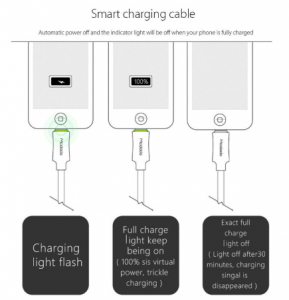 Smart charging cable
Automatic power off and the indicator light will be off when your phone is fully charged
100%
Charging
light flash
Full charge
light keep
being on
( 100% sis virtual
power, trickle
charging )
Exact full
charge
light off
( Light off after30
minutes, charging
singal is
disappeared )